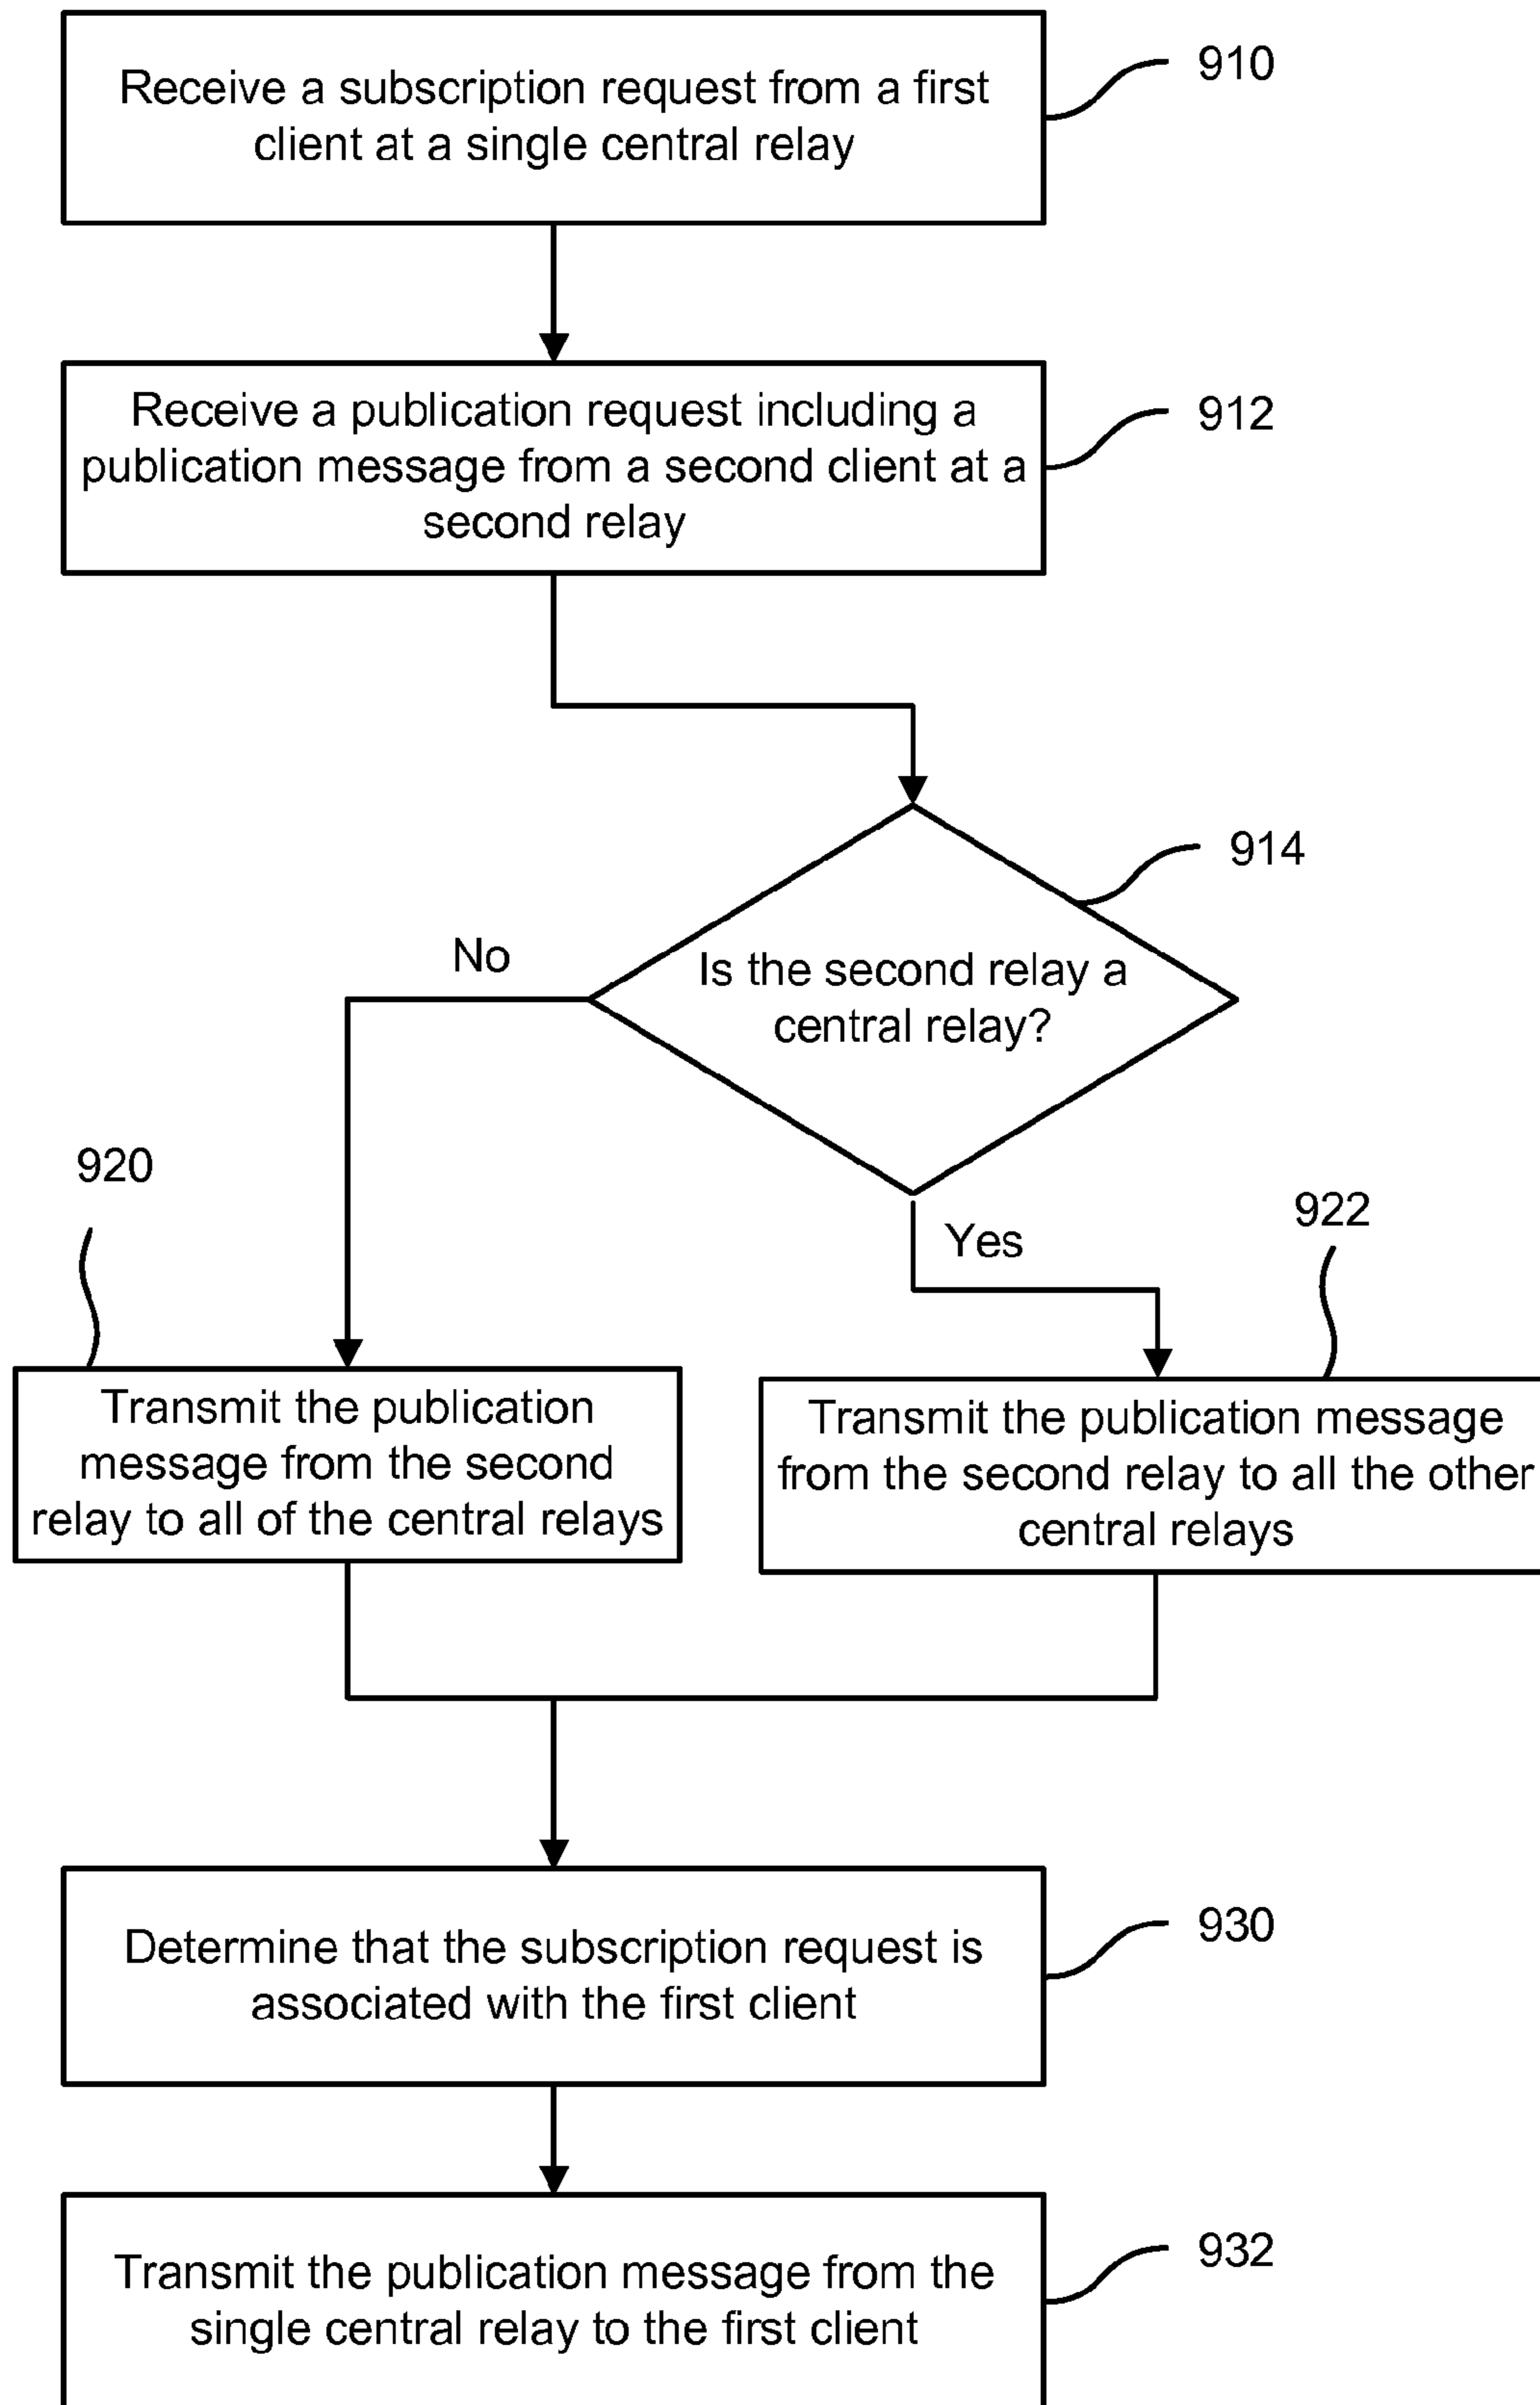 Receive a subscription request from a first
client at a single central relay
910
Receive a publication request including a
publication message from a second client at a
second relay
912
914
Is the second relay a
central relay?
No
Yes
920
Transmit the publication
message from the second
relay to all of the central relays
922
Transmit the publication message
from the second relay to all the other
central relays
Determine that the subscription request is
associated with the first client
930
Transmit the publication message from the
single central relay to the first client
932